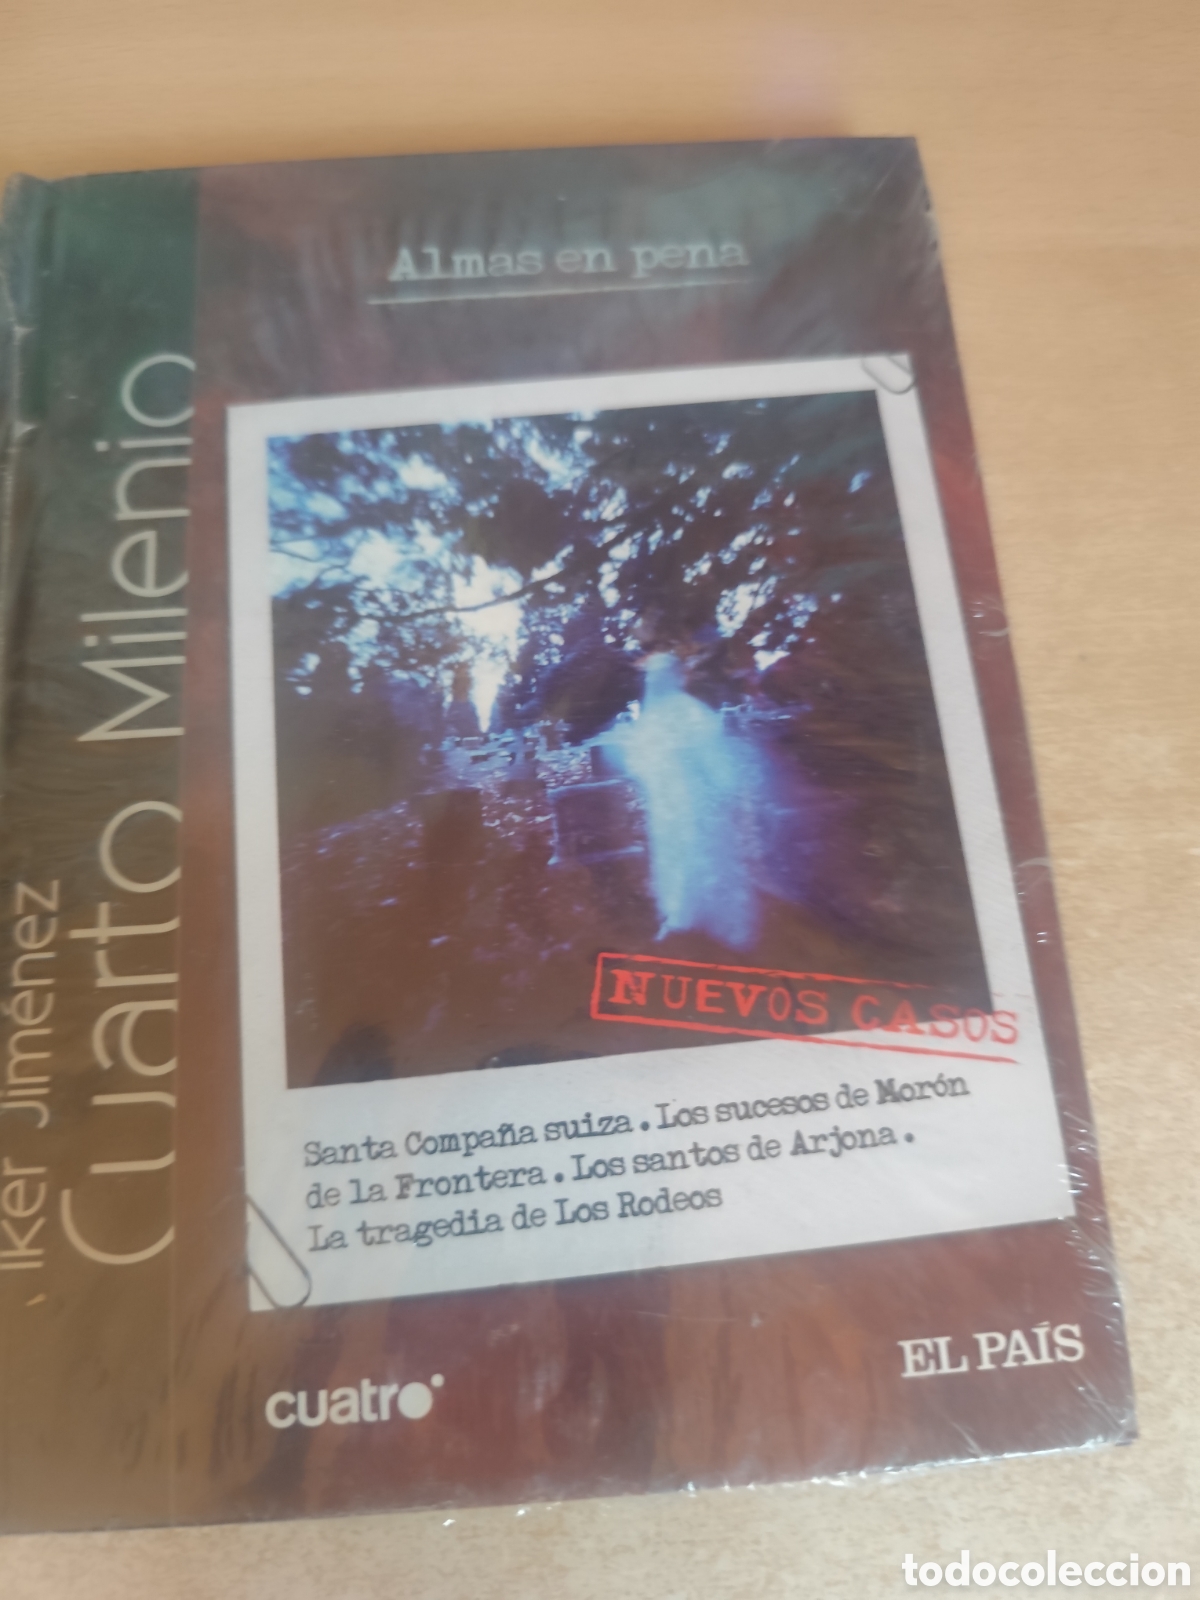 Almas en pena
Iker Jiménez
Cuarto Milenio
NUEVOS CASOS
Santa Compaña suiza. Los sucesos de Morón
de la Frontera. Los santos de Arjona.
La tragedia de Los Rodeos
cuatro
EL PAÍS
todocoleccion